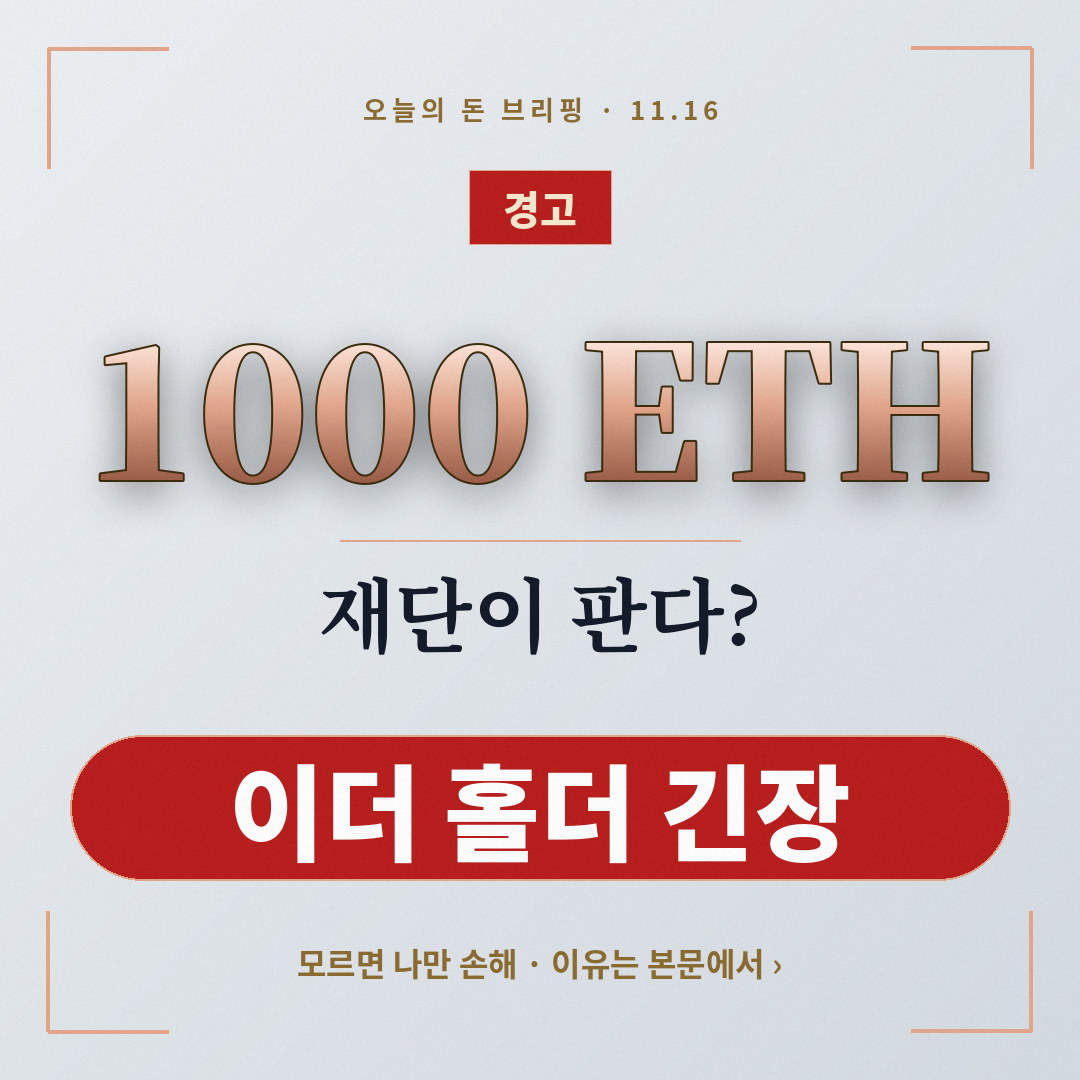 오늘의 돈 브리핑 · 11.16
경고
1000 ETH
재단이 판다?
이더 홀더 긴장
모르면 나만 손해 · 이유는 본문에서 ›